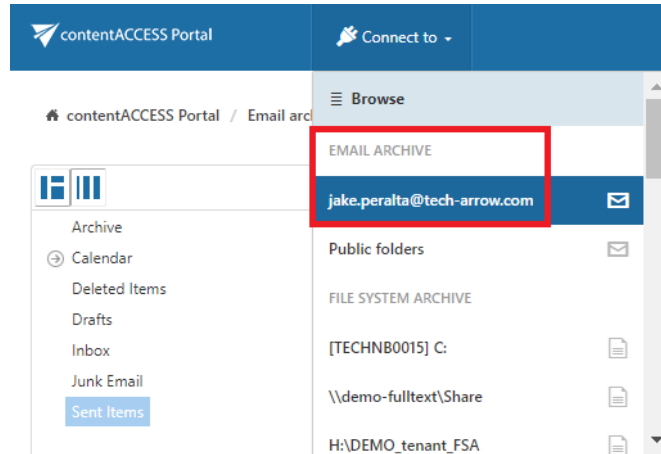 contentACCESS Portal
Connect to
contentACCESS Portal / Email arc
Browse
EMAIL ARCHIVE
jake.peralta@tech-arrow.com
Public folders
FILE SYSTEM ARCHIVE
[TECHNB0015] C:
\\demo-fulltext\Share
H:\DEMO_tenant_FSA
Archive
Calendar
Deleted Items
Drafts
Inbox
Junk Email
Sent Items